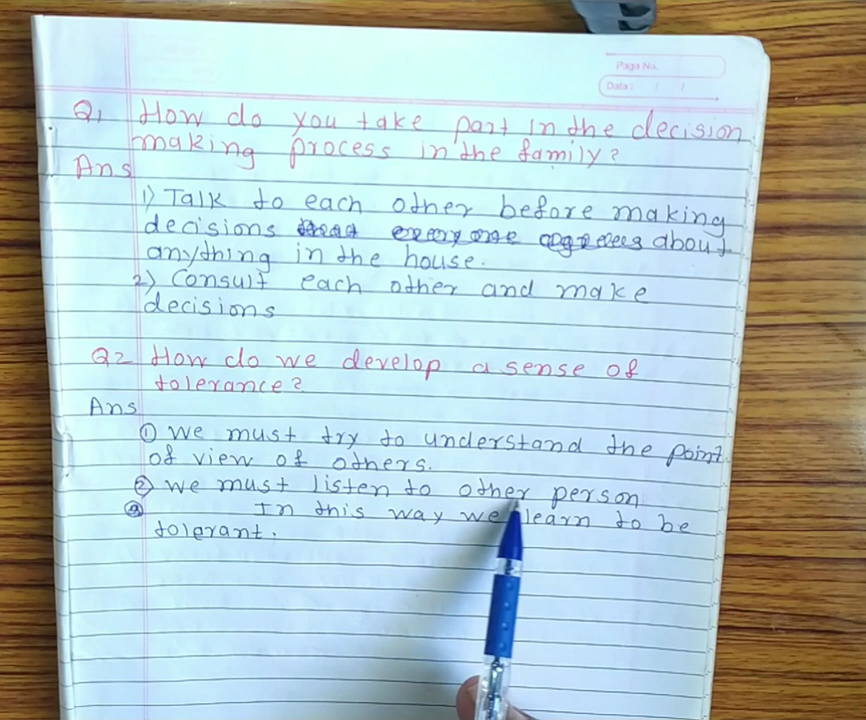 Page No.
Date: / /
Q1 How do you take part in the decision
making process in the family?
Ans
1) Talk to each other before making
decisions about
anything in the house.
2) Consult each other and make
decisions
Q2 How do we develop a sense of
tolerance?
Ans
① we must try to understand the point
of view of others.
② we must listen to other person
③ In this way we learn to be
tolerant.